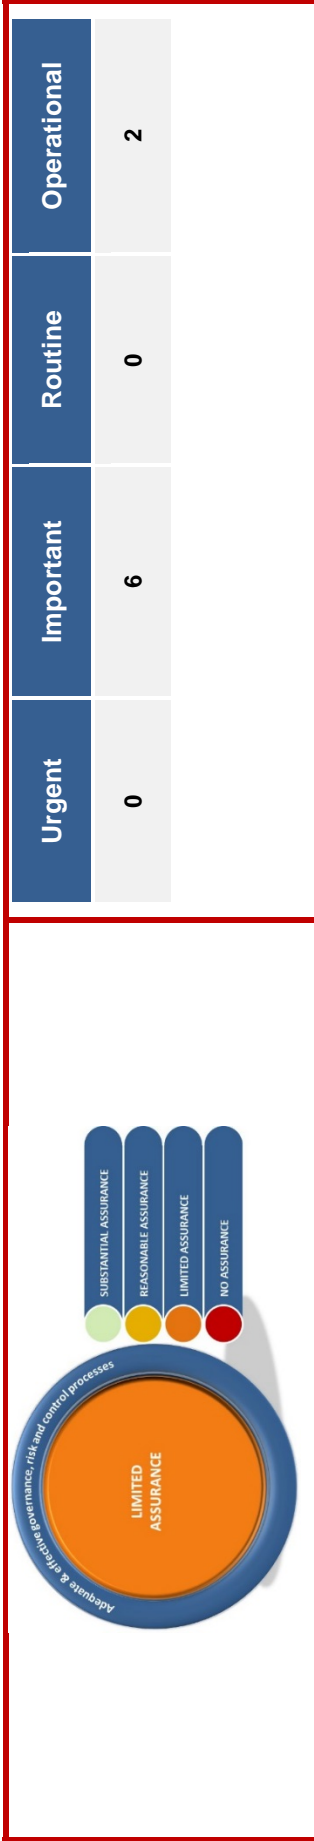 Adequate & effective governance, risk and control processes
LIMITED
ASSURANCE
SUBSTANTIAL ASSURANCE
REASONABLE ASSURANCE
LIMITED ASSURANCE
NO ASSURANCE
Urgent Important Routine Operational
0 6 0 2